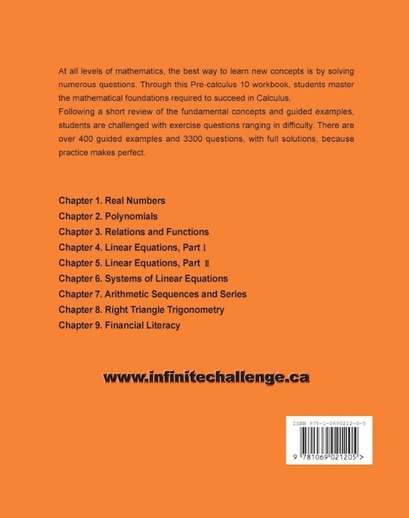 At all levels of mathematics, the best way to learn new concepts is by solving
numerous questions. Through this Pre-calculus 10 workbook, students master
the mathematical foundations required to succeed in Calculus.
Following a short review of the fundamental concepts and guided examples,
students are challenged with exercise questions ranging in difficulty. There are
over 400 guided examples and 3300 questions, with full solutions, because
practice makes perfect.
Chapter 1. Real Numbers
Chapter 2. Polynomials
Chapter 3. Relations and Functions
Chapter 4. Linear Equations, Part Ⅰ
Chapter 5. Linear Equations, Part Ⅱ
Chapter 6. Systems of Linear Equations
Chapter 7. Arithmetic Sequences and Series
Chapter 8. Right Triangle Trigonometry
Chapter 9. Financial Literacy
www.infinitechallenge.ca
ISBN 978-1-0690212-0-5
9 781069 021205 >